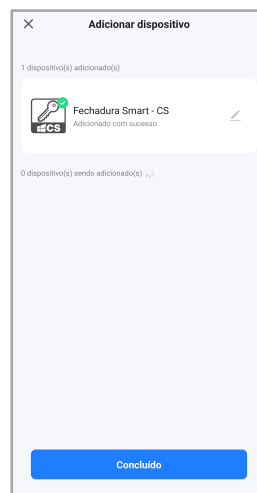 Adicionar dispositivo
1 dispositivo(s) adicionado(s)
Fechadura Smart - CS
Adicionado com sucesso
CS
0 dispositivo(s) sendo adicionado(s)
Concluído